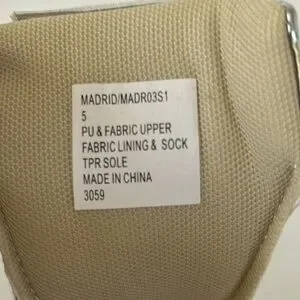 MADRID/MADR03S1
5
PU & FABRIC UPPER
FABRIC LINING & SOCK
TPR SOLE
MADE IN CHINA
3059